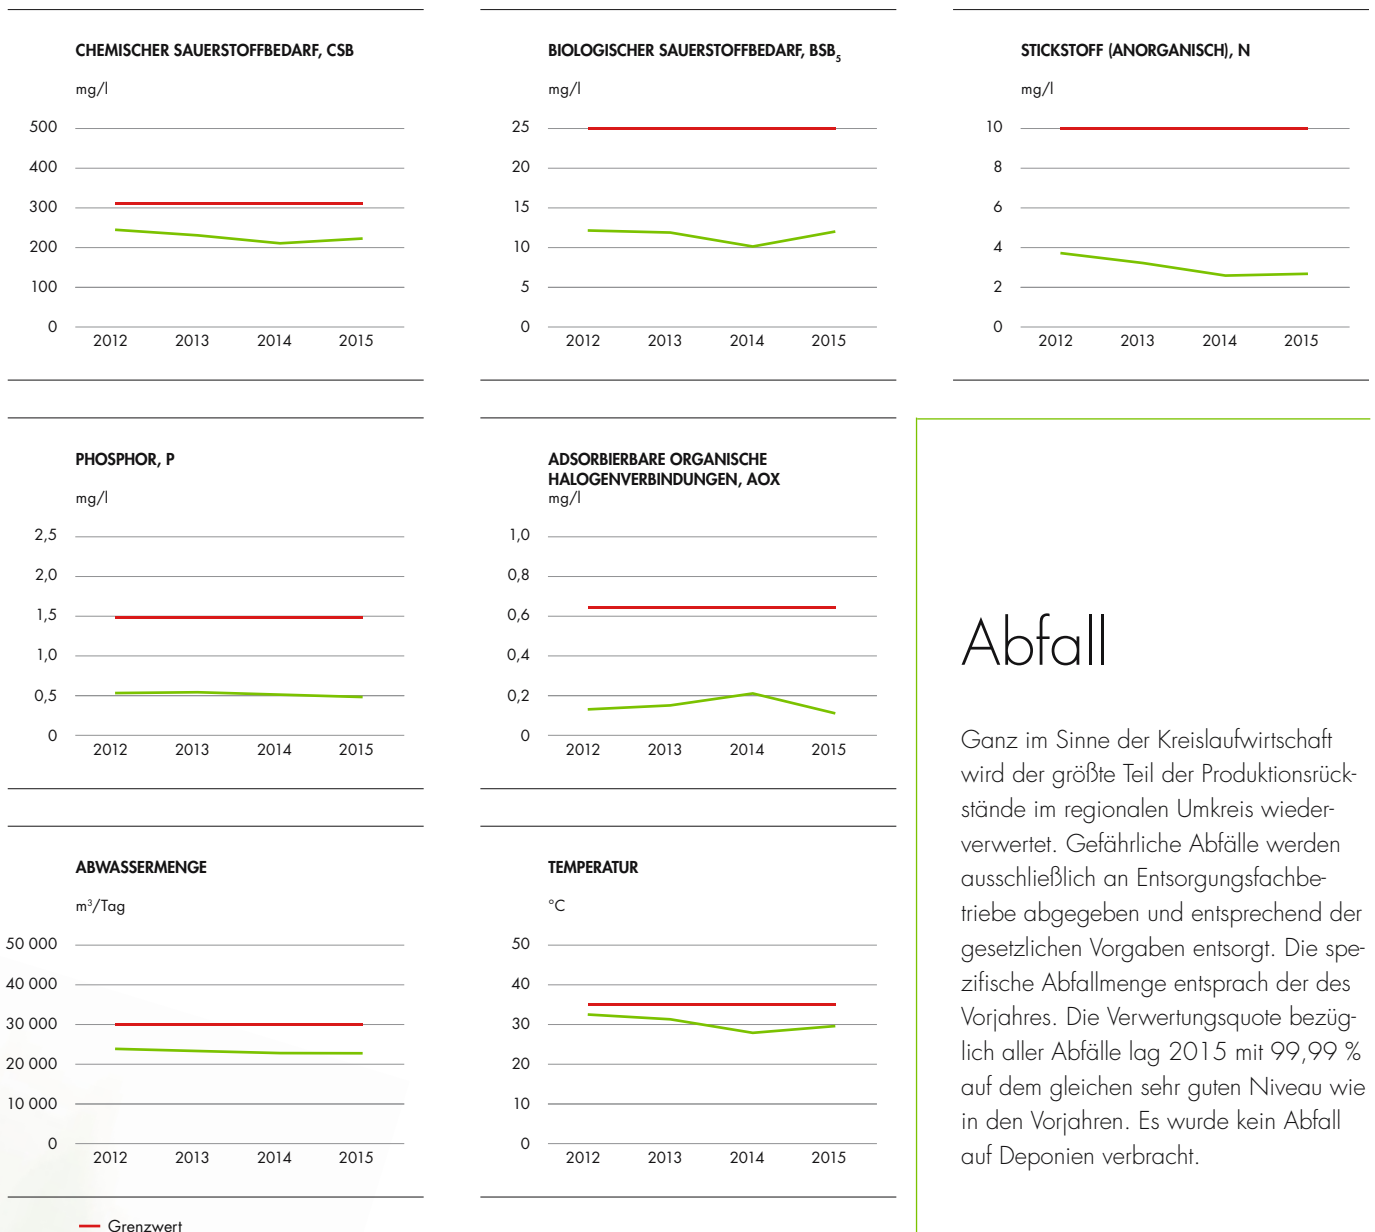 CHEMISCHER SAUERSTOFFBEDARF, CSB
mg/l
500
400
300
200
100
0
2012 2013 2014 2015
BIOLOGISCHER SAUERSTOFFBEDARF, BSB₅
mg/l
25
20
15
10
5
0
2012 2013 2014 2015
STICKSTOFF (ANORGANISCH), N
mg/l
10
8
6
4
2
0
2012 2013 2014 2015
PHOSPHOR, P
mg/l
2,5
2,0
1,5
1,0
0,5
0
2012 2013 2014 2015
ADSORBIERBARE ORGANISCHE
HALOGENVERBINDUNGEN, AOX
mg/l
1,0
0,8
0,6
0,4
0,2
0
2012 2013 2014 2015
ABWASSERMENGE
m³/Tag
50 000
40 000
30 000
20 000
10 000
0
2012 2013 2014 2015
TEMPERATUR
°C
50
40
30
20
10
0
2012 2013 2014 2015
Grenzwert
Abfall
Ganz im Sinne der Kreislaufwirtschaft
wird der größte Teil der Produktionsrück-
stände im regionalen Umkreis wieder-
verwertet. Gefährliche Abfälle werden
ausschließlich an Entsorgungsfachbe-
triebe abgegeben und entsprechend der
gesetzlichen Vorgaben entsorgt. Die spe-
zifische Abfallmenge entsprach der des
Vorjahres. Die Verwertungsquote bezüg-
lich aller Abfälle lag 2015 mit 99,99 %
auf dem gleichen sehr guten Niveau wie
in den Vorjahren. Es wurde kein Abfall
auf Deponien verbracht.